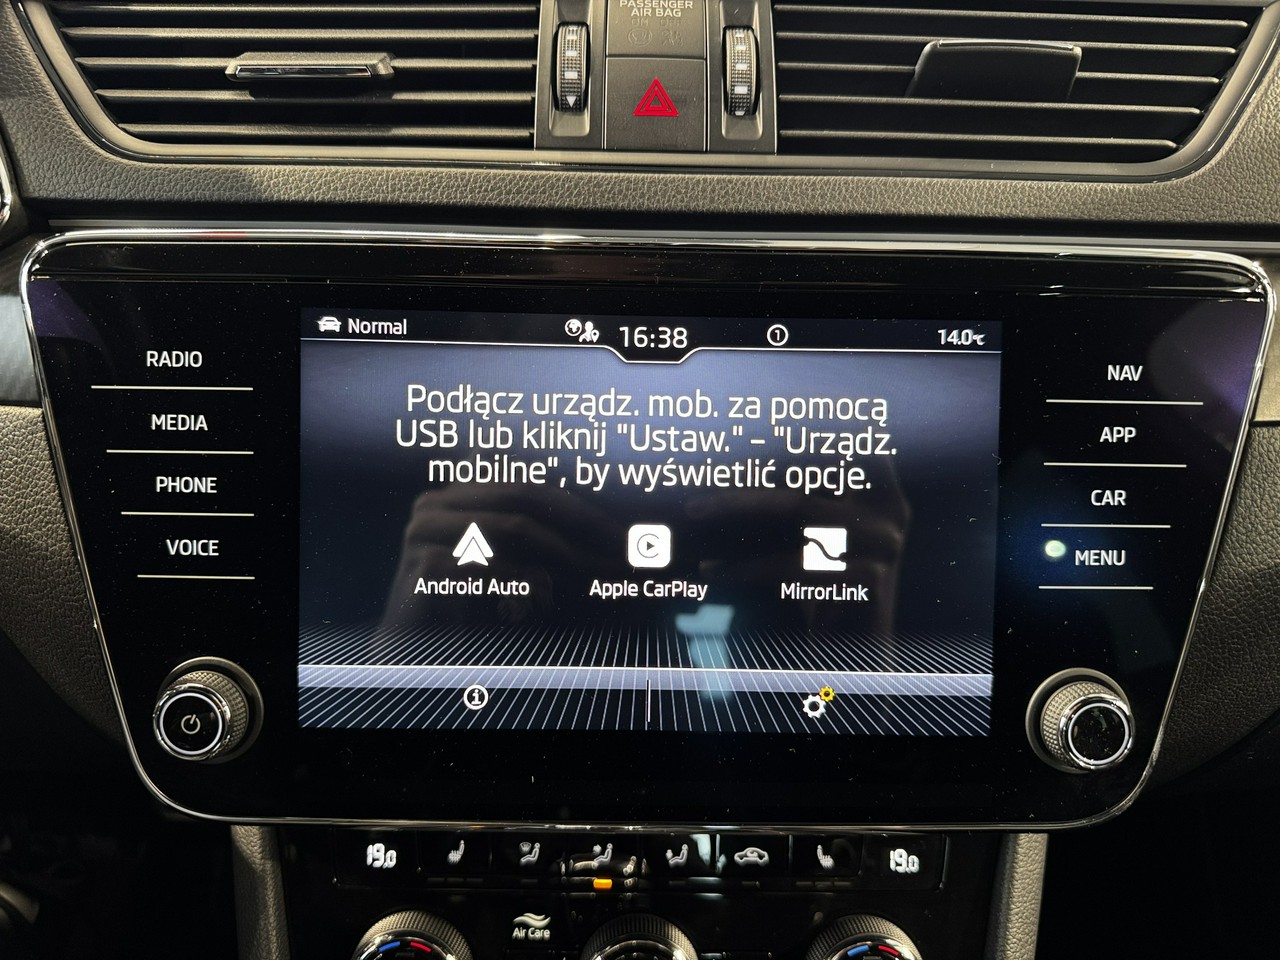 PASSENGER
AIR BAG
Normal
16:38
1
14.0°C
RADIO
MEDIA
PHONE
VOICE
Podłącz urządz. mob. za pomocą
USB lub kliknij "Ustaw." – "Urządz.
mobilne", by wyświetlić opcje.
Android Auto
Apple CarPlay
MirrorLink
NAV
APP
CAR
MENU
19.0
19.0
Air Care